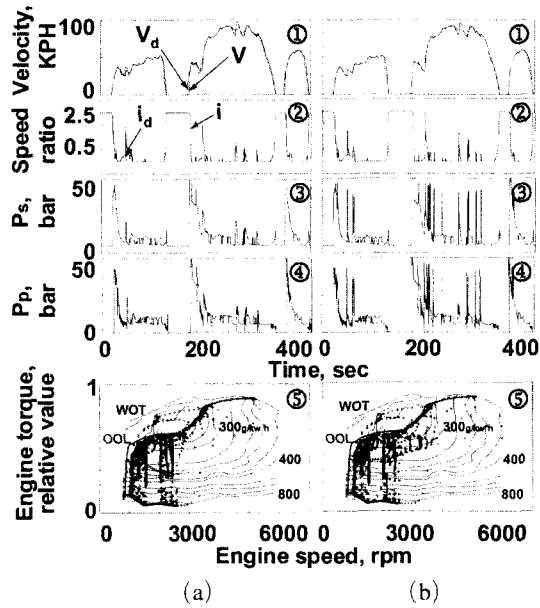 Velocity, KPH
100
0
V_d
V
①
①
Speed ratio
2.5
0.5
i_d
i
②
②
P_s, bar
50
0
③
③
P_p, bar
50
0
④
④
0 200 400 0 200 400
Time, sec
Engine torque, relative value
1
0
WOT
OOL
300g/kw·h
400
800
⑤
WOT
OOL
300g/kw·h
400
800
⑤
0 3000 6000 0 3000 6000
Engine speed, rpm
(a) (b)